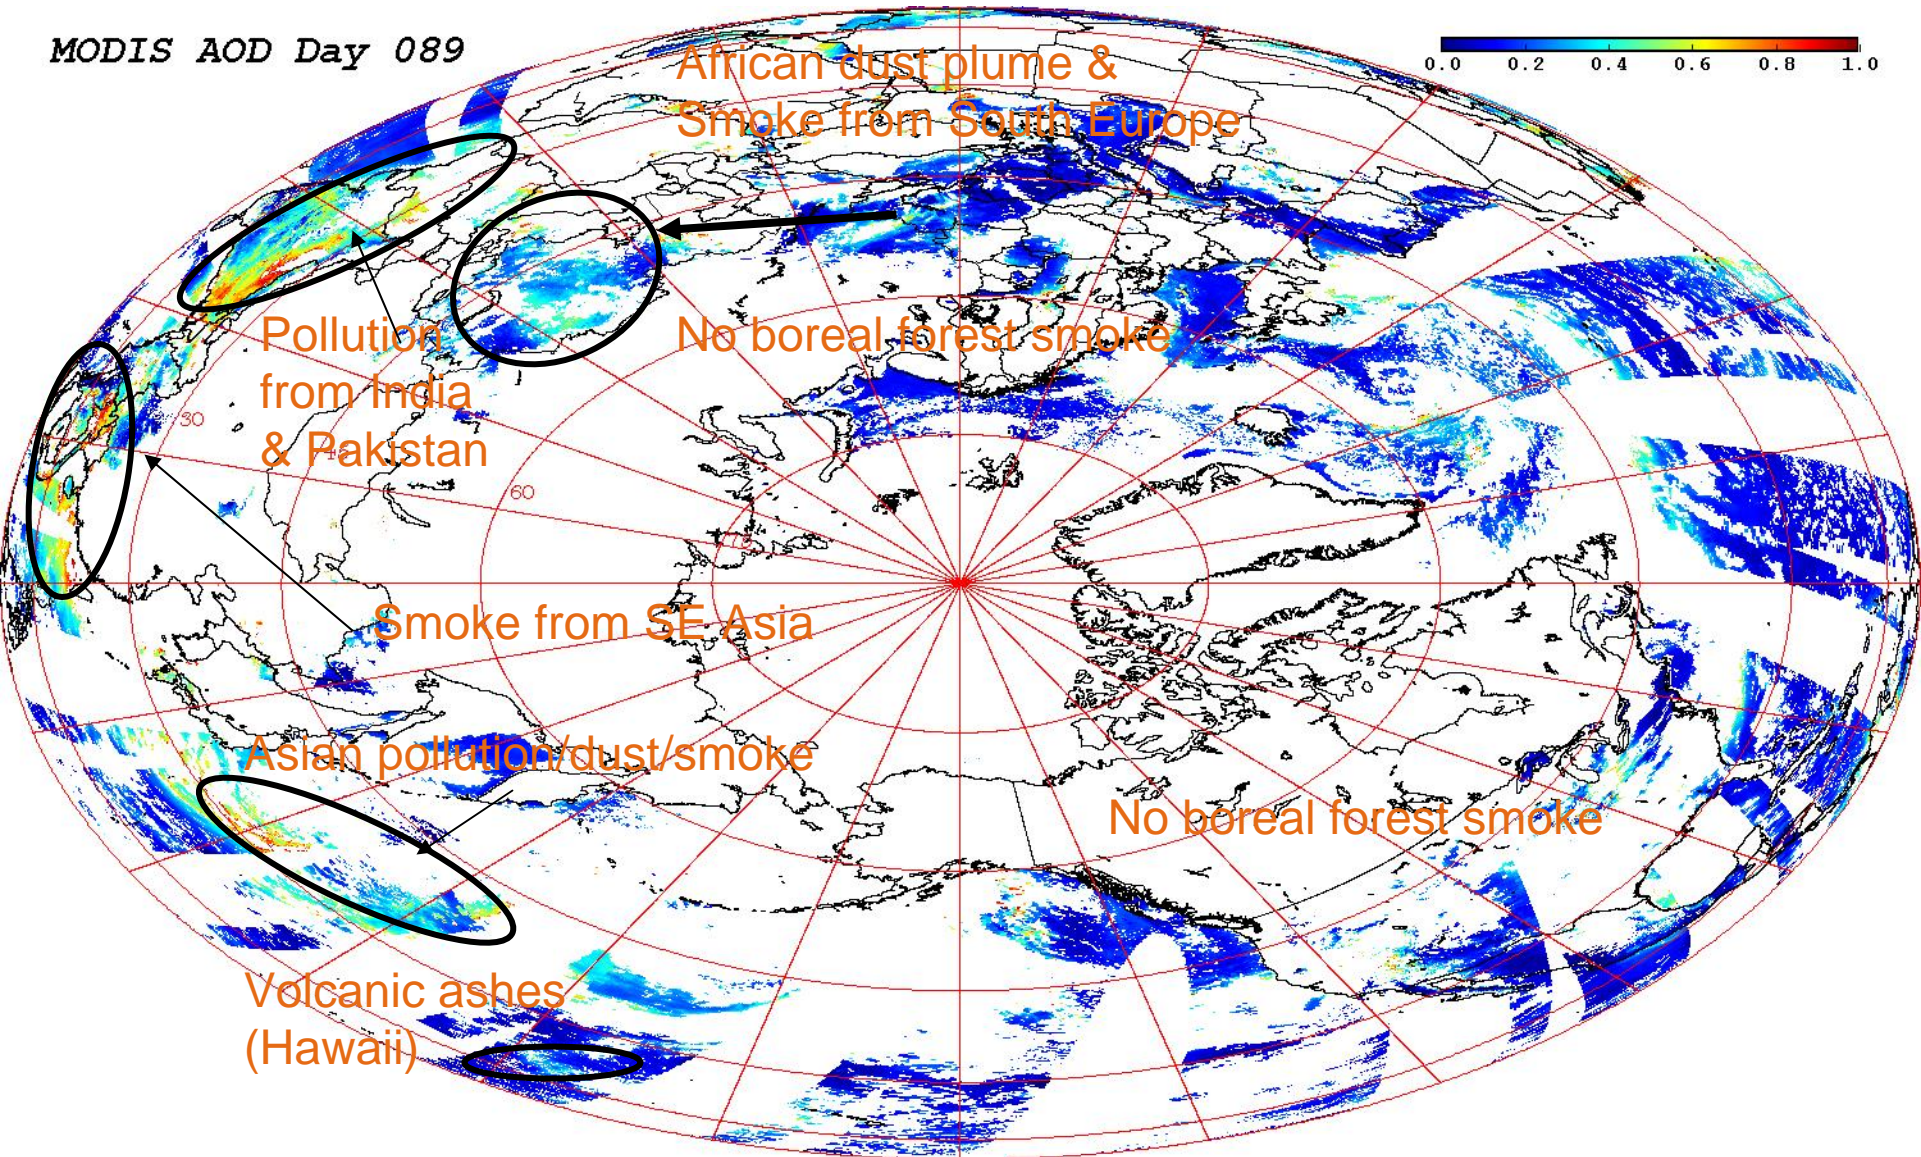 MODIS AOD Day 089
0.0 0.2 0.4 0.6 0.8 1.0
African dust plume &
Smoke from South Europe
Pollution
from India
& Pakistan
No boreal forest smoke
30
45
60
75
Smoke from SE Asia
Asian pollution/dust/smoke
No boreal forest smoke
Volcanic ashes
(Hawaii)